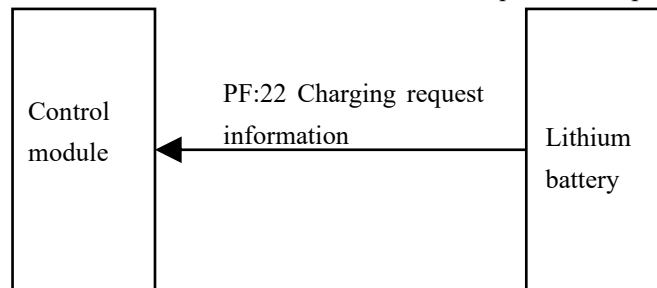 PF:22 Charging request
information
Control
module
Lithium
battery